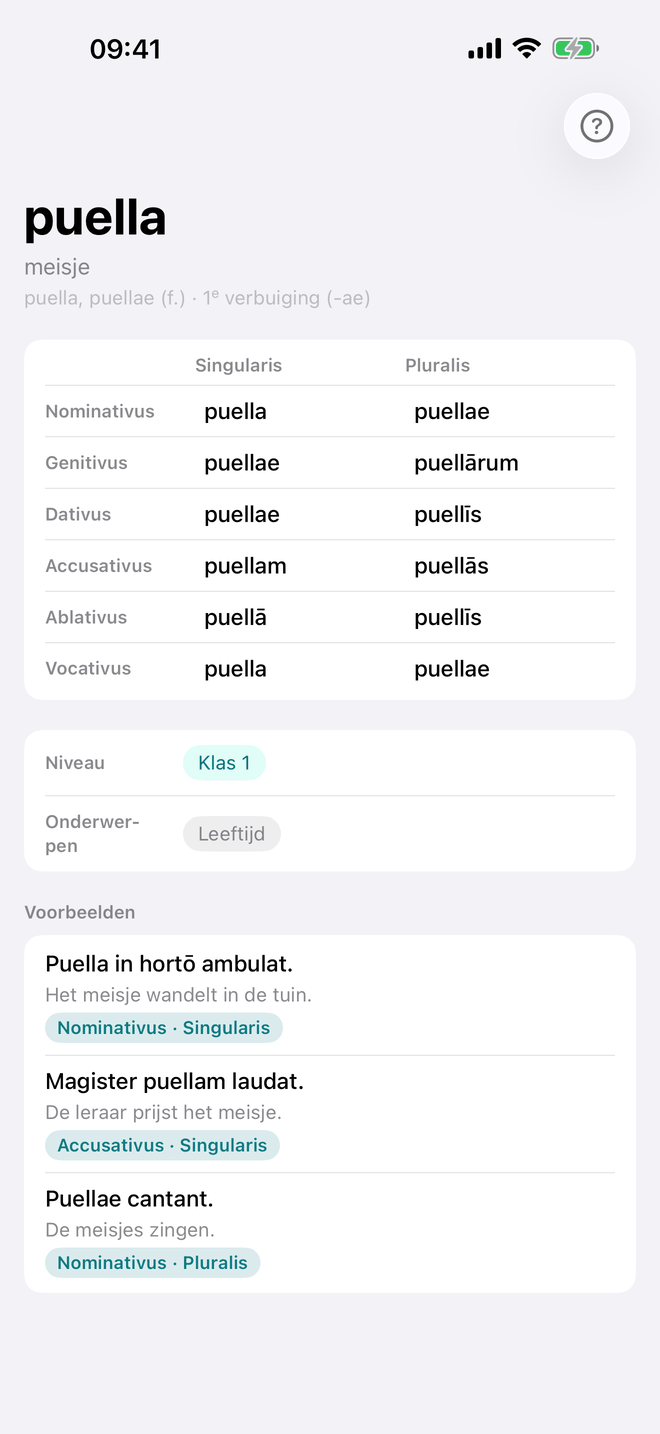 09:41
?
puella
meisje
puella, puellae (f.) · 1ᵉ verbuiging (-ae)
Singularis Pluralis
Nominativus puella puellae
Genitivus puellae puellārum
Dativus puellae puellīs
Accusativus puellam puellās
Ablativus puellā puellīs
Vocativus puella puellae
Niveau Klas 1
Onderwer-
pen Leeftijd
Voorbeelden
Puella in hortō ambulat.
Het meisje wandelt in de tuin.
Nominativus · Singularis
Magister puellam laudat.
De leraar prijst het meisje.
Accusativus · Singularis
Puellae cantant.
De meisjes zingen.
Nominativus · Pluralis